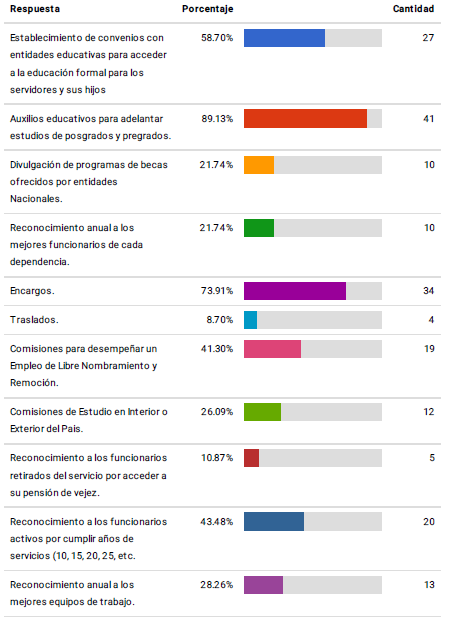 Respuesta Porcentaje Cantidad
Establecimiento de convenios con 58.70% 27
entidades educativas para acceder
a la educación formal para los
servidores y sus hijos
Auxilios educativos para adelantar 89.13% 41
estudios de posgrados y pregrados.
Divulgación de programas de becas 21.74% 10
ofrecidos por entidades
Nacionales.
Reconocimiento anual a los 21.74% 10
mejores funcionarios de cada
dependencia.
Encargos. 73.91% 34
Traslados. 8.70% 4
Comisiones para desempeñar un 41.30% 19
Empleo de Libre Nombramiento y
Remoción.
Comisiones de Estudio en Interior o 26.09% 12
Exterior del Pais.
Reconocimiento a los funcionarios 10.87% 5
retirados del servicio por acceder a
su pensión de vejez.
Reconocimiento a los funcionarios 43.48% 20
activos por cumplir años de
servicios (10, 15, 20, 25, etc.
Reconocimiento anual a los 28.26% 13
mejores equipos de trabajo.